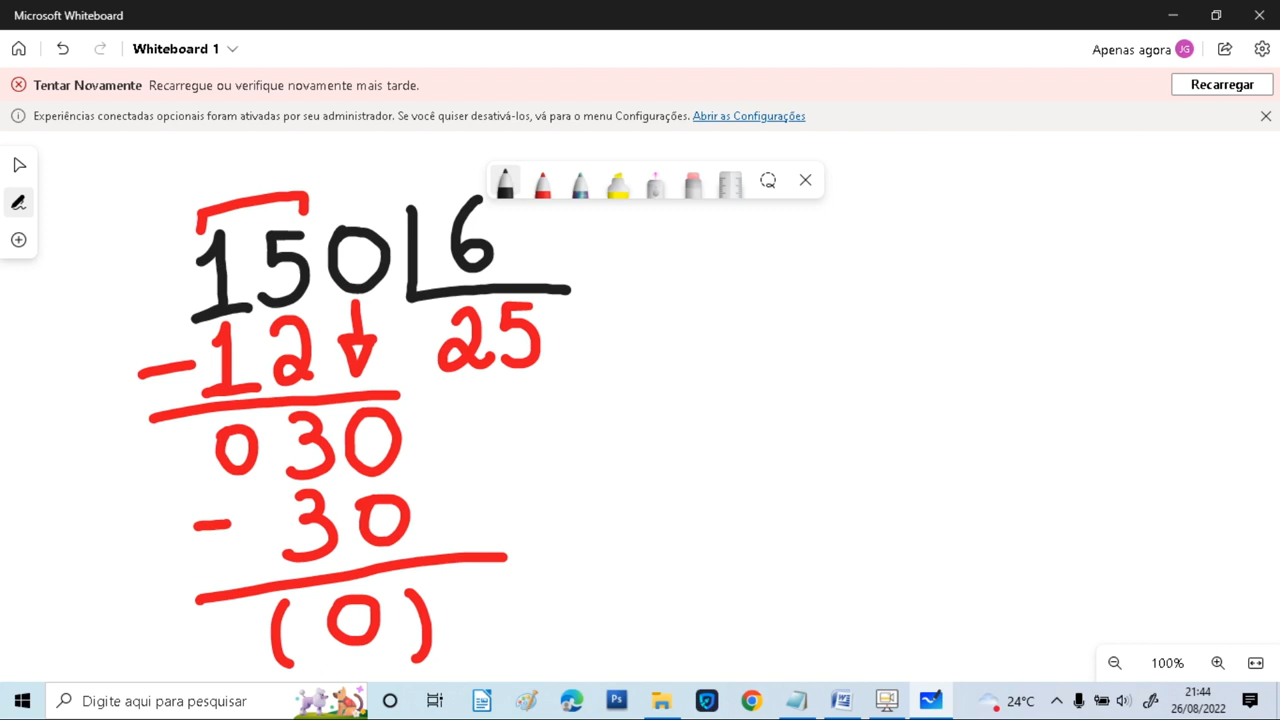 Microsoft Whiteboard
Whiteboard 1
Apenas agora JG
Tentar Novamente Recarregue ou verifique novamente mais tarde.
Recarregar
Experiências conectadas opcionais foram ativadas por seu administrador. Se você quiser desativá-los, vá para o menu Configurações. Abrir as Configurações
150 6
- 12 25
030
- 30
(0)
100%
Digite aqui para pesquisar
Ps
W
24°C
21:44
26/08/2022